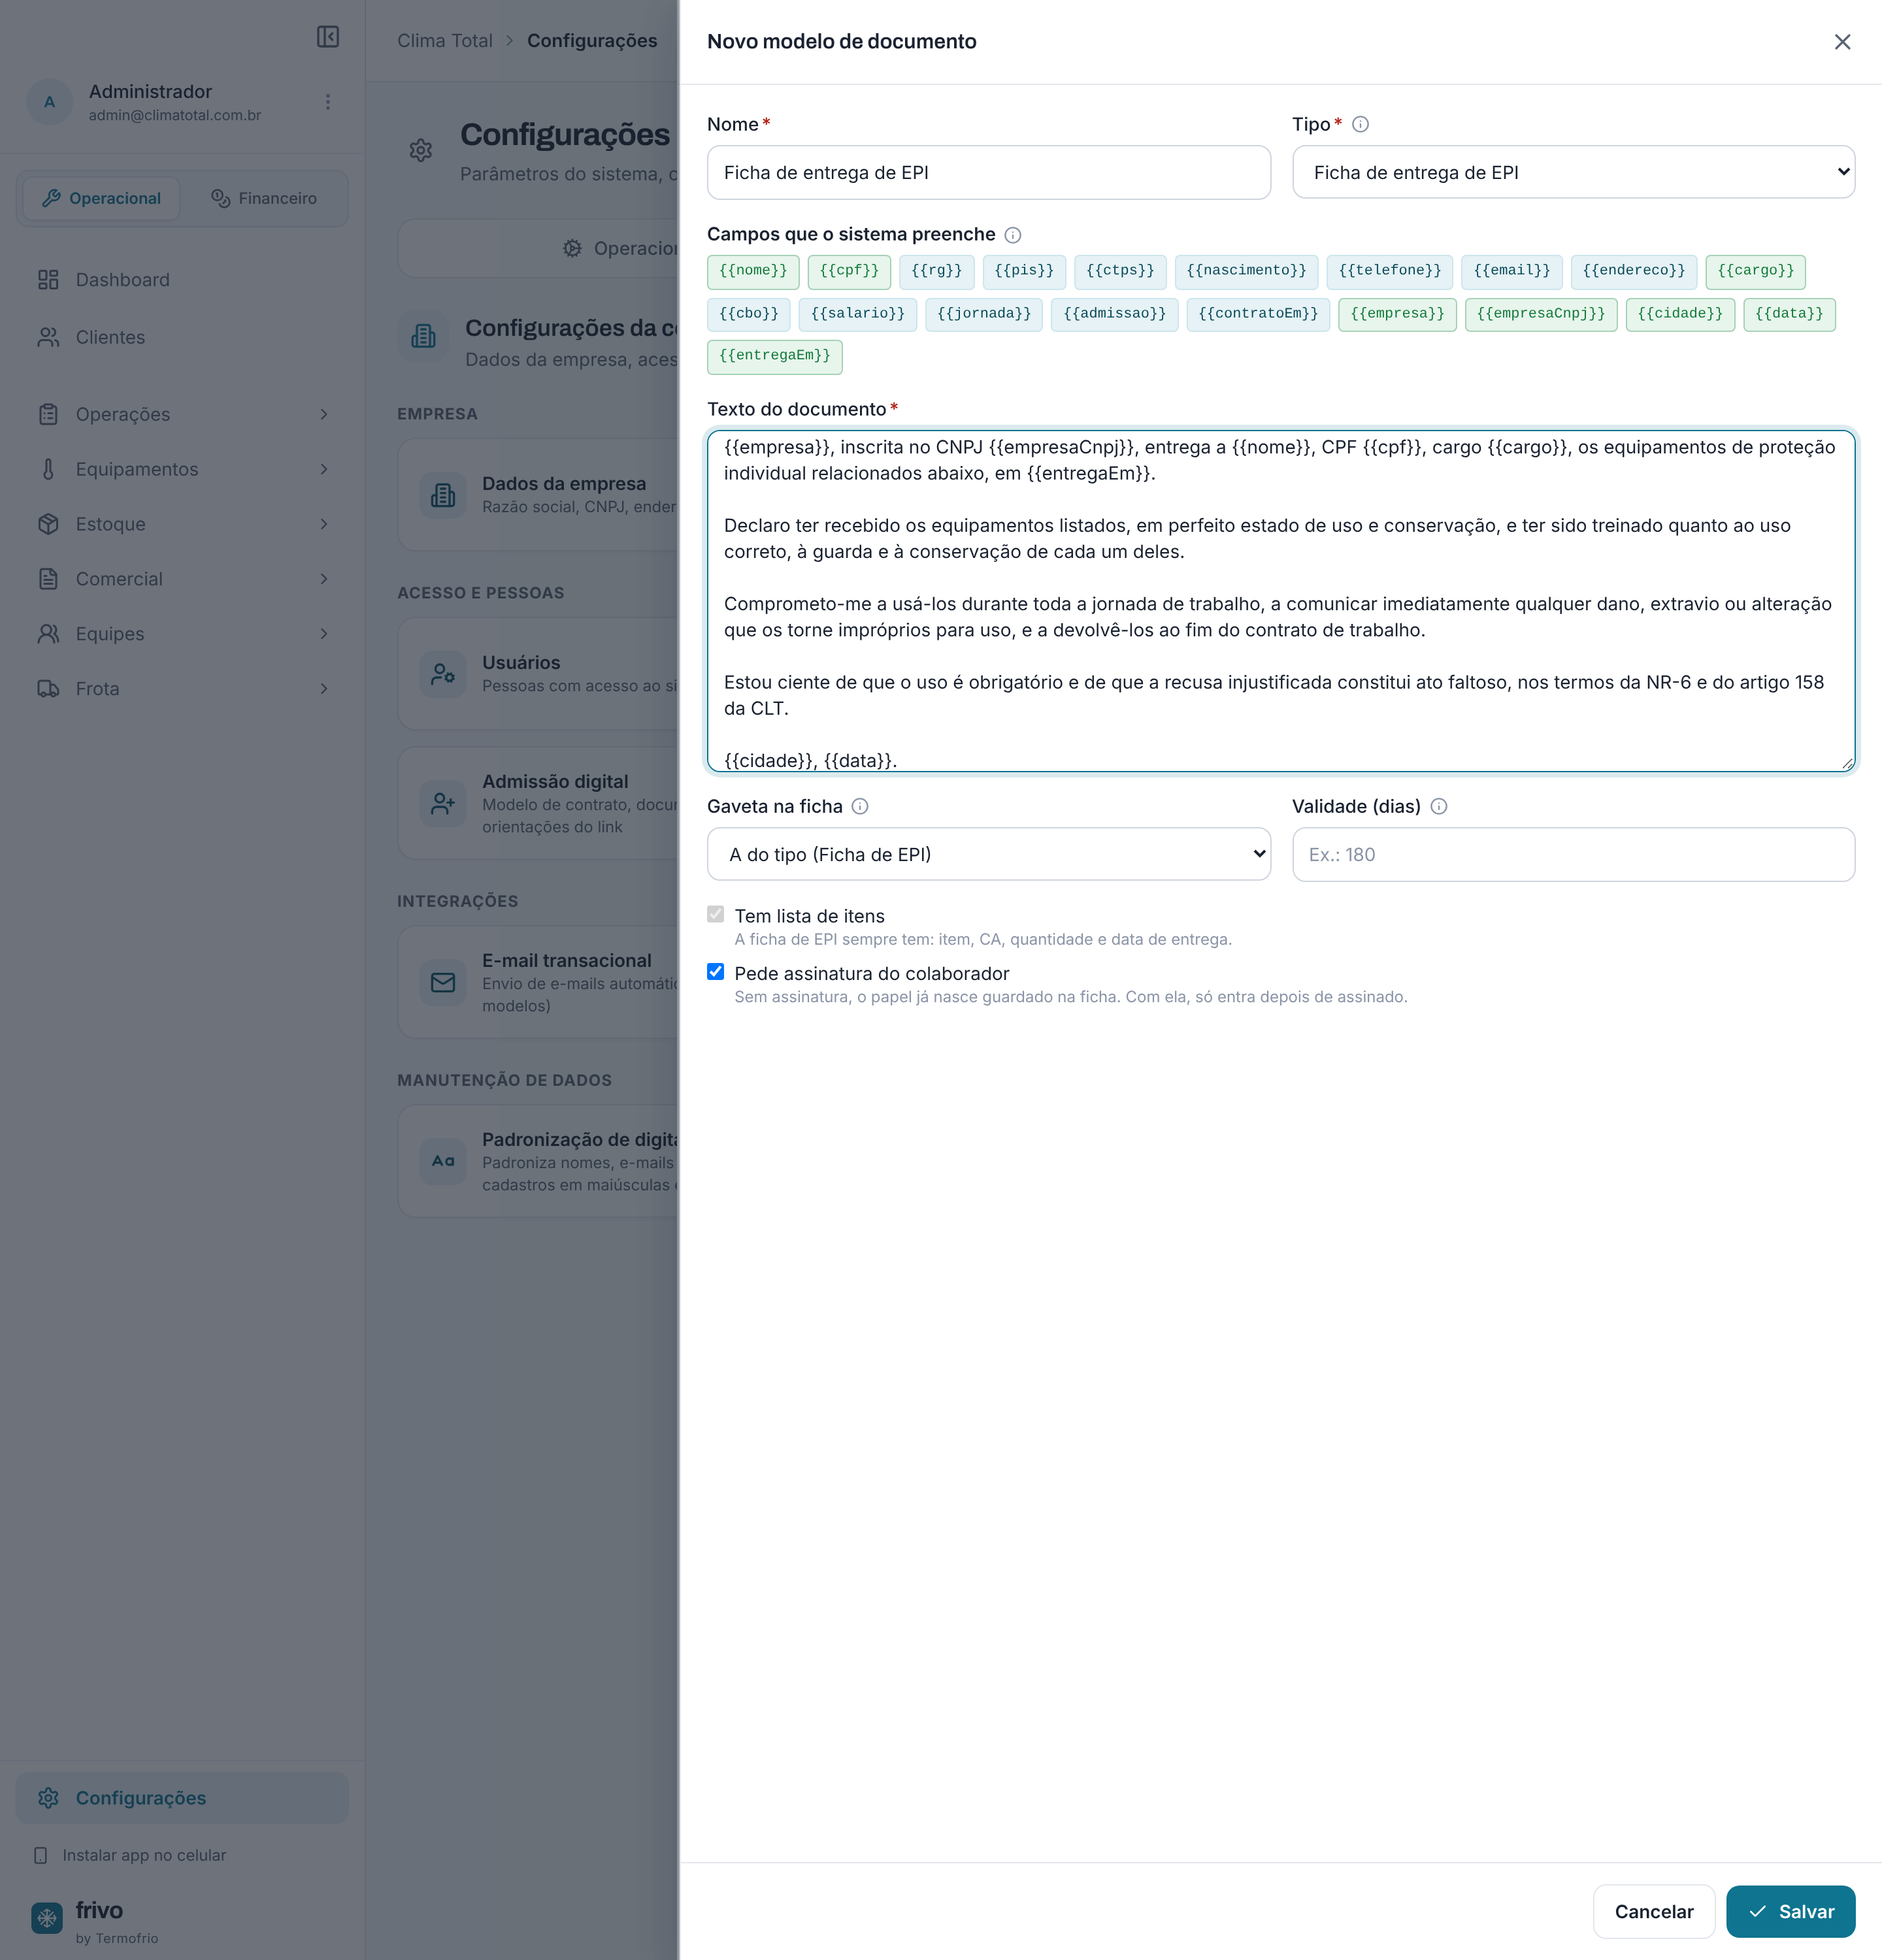 Administrador
admin@climatotal.com.br
A
Operacional
Financeiro
Dashboard
Clientes
Operações
Equipamentos
Estoque
Comercial
Equipes
Frota
Configurações
Instalar app no celular
frivo
by Termofrio
Clima Total
Configurações
Configurações
Parâmetros do sistema, c
Operacion
Configurações da c
Dados da empresa, aces
EMPRESA
Dados da empresa
Razão social, CNPJ, ender
ACESSO E PESSOAS
Usuários
Pessoas com acesso ao si
Admissão digital
Modelo de contrato, docu
orientações do link
INTEGRAÇÕES
E-mail transacional
Envio de e-mails automátic
modelos)
MANUTENÇÃO DE DADOS
Aa
Padronização de digita
Padroniza nomes, e-mails
cadastros em maiúsculas
Novo modelo de documento
Nome*
Tipo*
Ficha de entrega de EPI
Ficha de entrega de EPI
Campos que o sistema preenche
{{nome}} {{cpf}} {{rg}} {{pis}} {{ctps}} {{nascimento}} {{telefone}} {{email}} {{endereco}} {{cargo}}
{{cbo}} {{salario}} {{jornada}} {{admissao}} {{contratoEm}} {{empresa}} {{empresaCnpj}} {{cidade}} {{data}}
{{entregaEm}}
Texto do documento*
{{empresa}}, inscrita no CNPJ {{empresaCnpj}}, entrega a {{nome}}, CPF {{cpf}}, cargo {{cargo}}, os equipamentos de proteção
individual relacionados abaixo, em {{entregaEm}}.
Declaro ter recebido os equipamentos listados, em perfeito estado de uso e conservação, e ter sido treinado quanto ao uso
correto, à guarda e à conservação de cada um deles.
Comprometo-me a usá-los durante toda a jornada de trabalho, a comunicar imediatamente qualquer dano, extravio ou alteração
que os torne impróprios para uso, e a devolvê-los ao fim do contrato de trabalho.
Estou ciente de que o uso é obrigatório e de que a recusa injustificada constitui ato faltoso, nos termos da NR-6 e do artigo 158
da CLT.
{{cidade}}, {{data}}.
Gaveta na ficha
Validade (dias)
A do tipo (Ficha de EPI)
Ex.: 180
Tem lista de itens
A ficha de EPI sempre tem: item, CA, quantidade e data de entrega.
Pede assinatura do colaborador
Sem assinatura, o papel já nasce guardado na ficha. Com ela, só entra depois de assinado.
Cancelar
Salvar